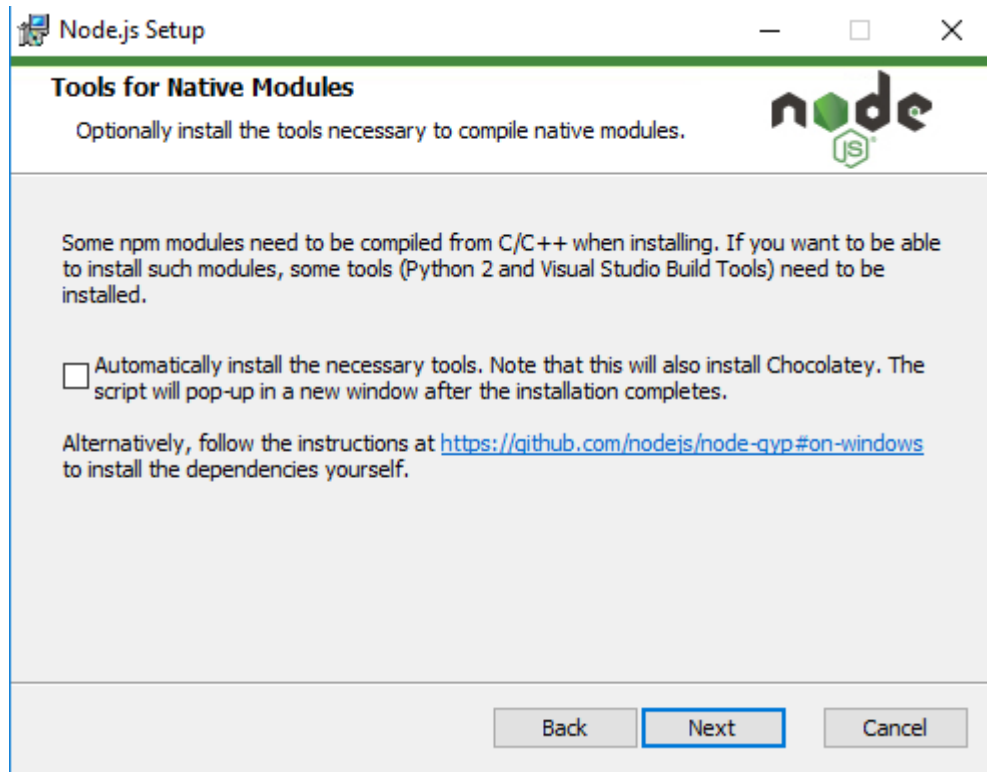 Node.js Setup
Tools for Native Modules
node
Optionally install the tools necessary to compile native modules.
JS
Some npm modules need to be compiled from C/C++ when installing. If you want to be able
to install such modules, some tools (Python 2 and Visual Studio Build Tools) need to be
installed.
Automatically install the necessary tools. Note that this will also install Chocolatey. The
script will pop-up in a new window after the installation completes.
Alternatively, follow the instructions at https://github.com/nodejs/node-gyp#on-windows
to install the dependencies yourself.
Back Next Cancel